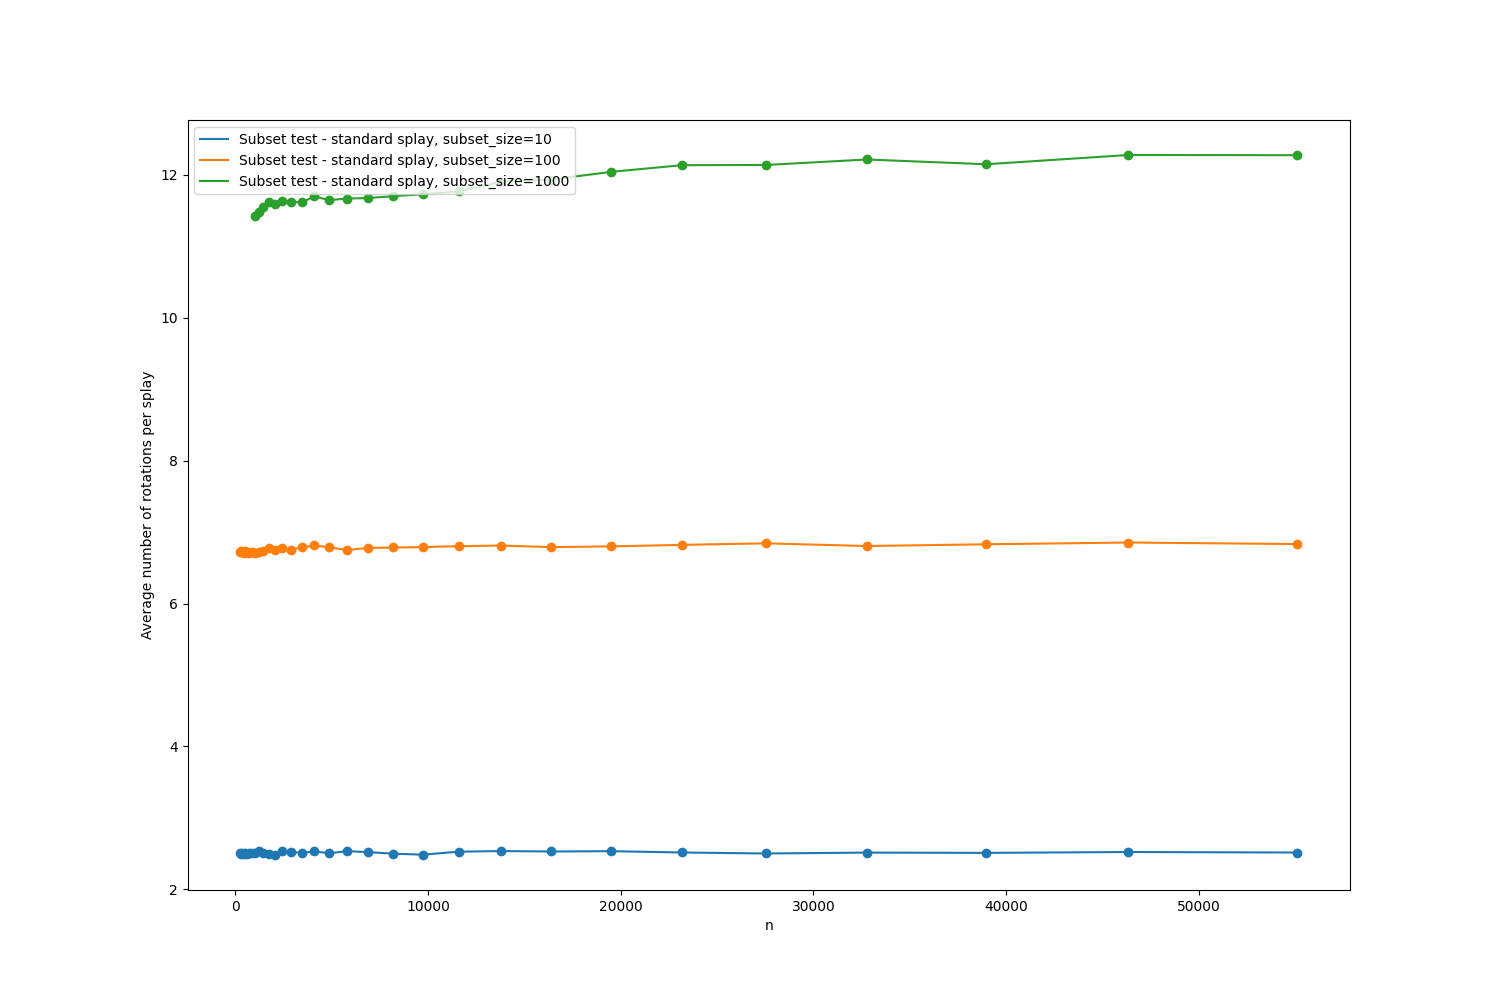 Subset test - standard splay, subset_size=10
Subset test - standard splay, subset_size=100
Subset test - standard splay, subset_size=1000
12
10
8
6
4
2
Average number of rotations per splay
0 10000 20000 30000 40000 50000
n